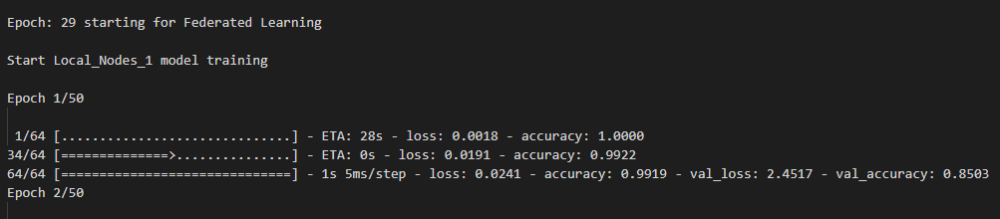 Epoch: 29 starting for Federated Learning
Start Local_Nodes_1 model training
Epoch 1/50
1/64 [..............................] - ETA: 28s - loss: 0.0018 - accuracy: 1.0000
34/64 [==============>...............] - ETA: 0s - loss: 0.0191 - accuracy: 0.9922
64/64 [==============================] - 1s 5ms/step - loss: 0.0241 - accuracy: 0.9919 - val_loss: 2.4517 - val_accuracy: 0.8503
Epoch 2/50